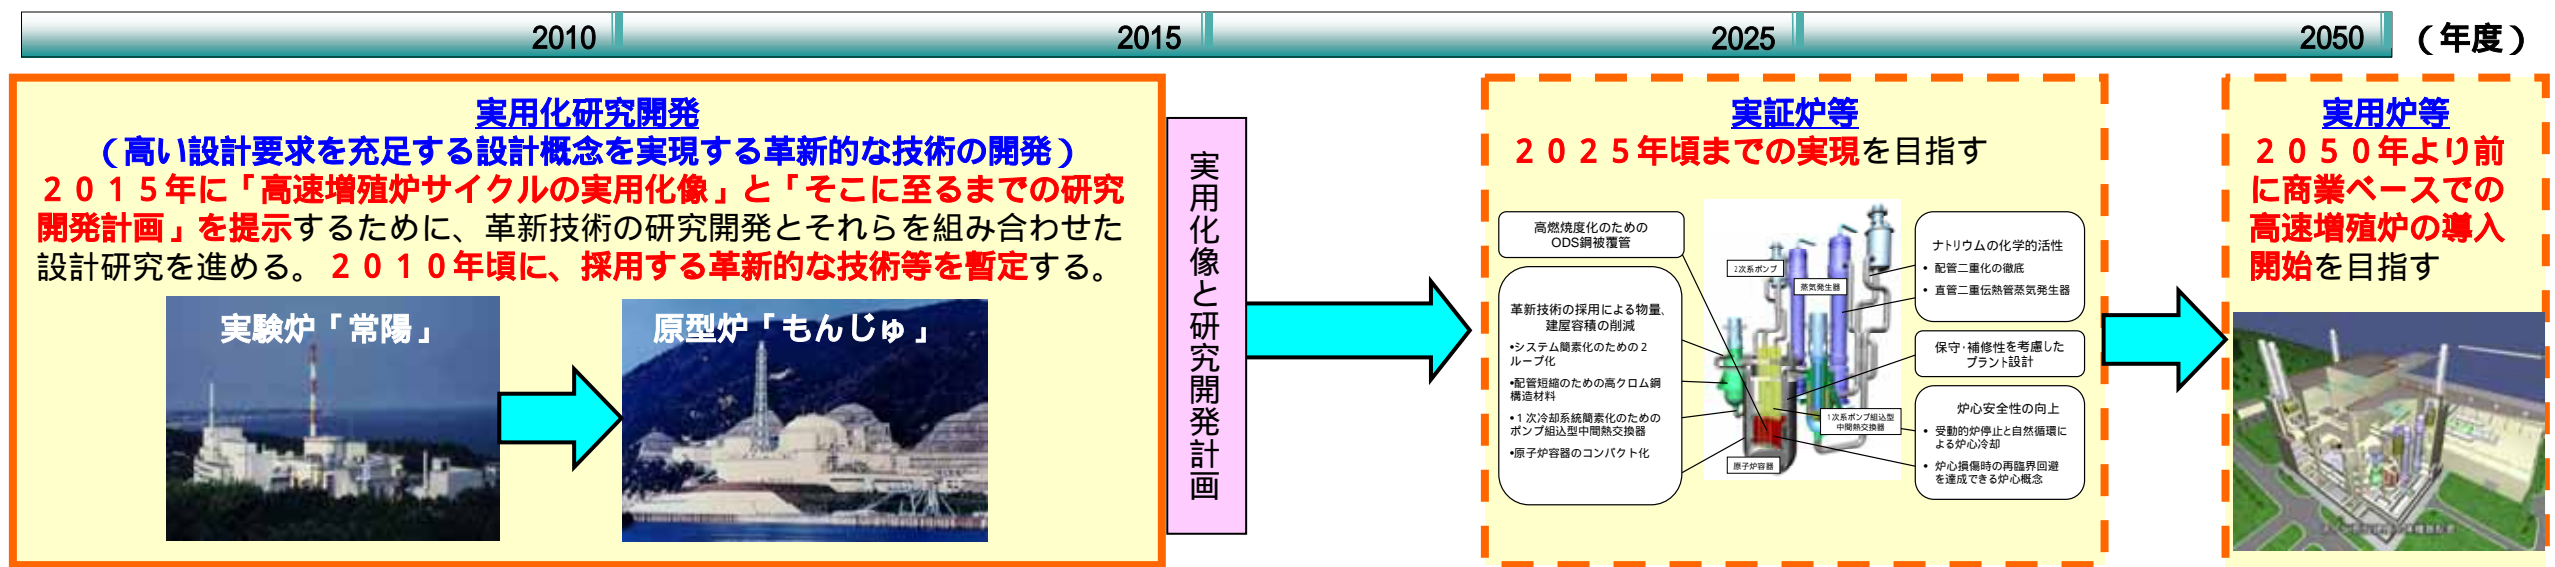 2010
2015
2025
2050
（年度）
実用化研究開発
（高い設計要求を充足する設計概念を実現する革新的な技術の開発）
２０１５年に「高速増殖炉サイクルの実用化像」と「そこに至るまでの研究
開発計画」を提示するために、革新技術の研究開発とそれらを組み合わせた
設計研究を進める。２０１０年頃に、採用する革新的な技術等を暫定する。
実験炉「常陽」
原型炉「もんじゅ」
実用化像と研究開発計画
実証炉等
２０２５年頃までの実現を目指す
高燃焼度化のための
ODS鋼被覆管
革新技術の採用による物量、
建屋容積の削減
•システム簡素化のための２
ループ化
•配管短縮のための高クロム鋼
構造材料
•１次冷却系統簡素化のための
ポンプ組込型中間熱交換器
•原子炉容器のコンパクト化
2次系ポンプ
蒸気発生器
1次系ポンプ組込型
中間熱交換器
原子炉容器
ナトリウムの化学的活性
• 配管二重化の徹底
• 直管二重伝熱管蒸気発生器
保守･補修性を考慮した
プラント設計
炉心安全性の向上
• 受動的炉停止と自然循環に
よる炉心冷却
• 炉心損傷時の再臨界回避
を達成できる炉心概念
実用炉等
２０５０年より前
に商業ベースでの
高速増殖炉の導入
開始を目指す